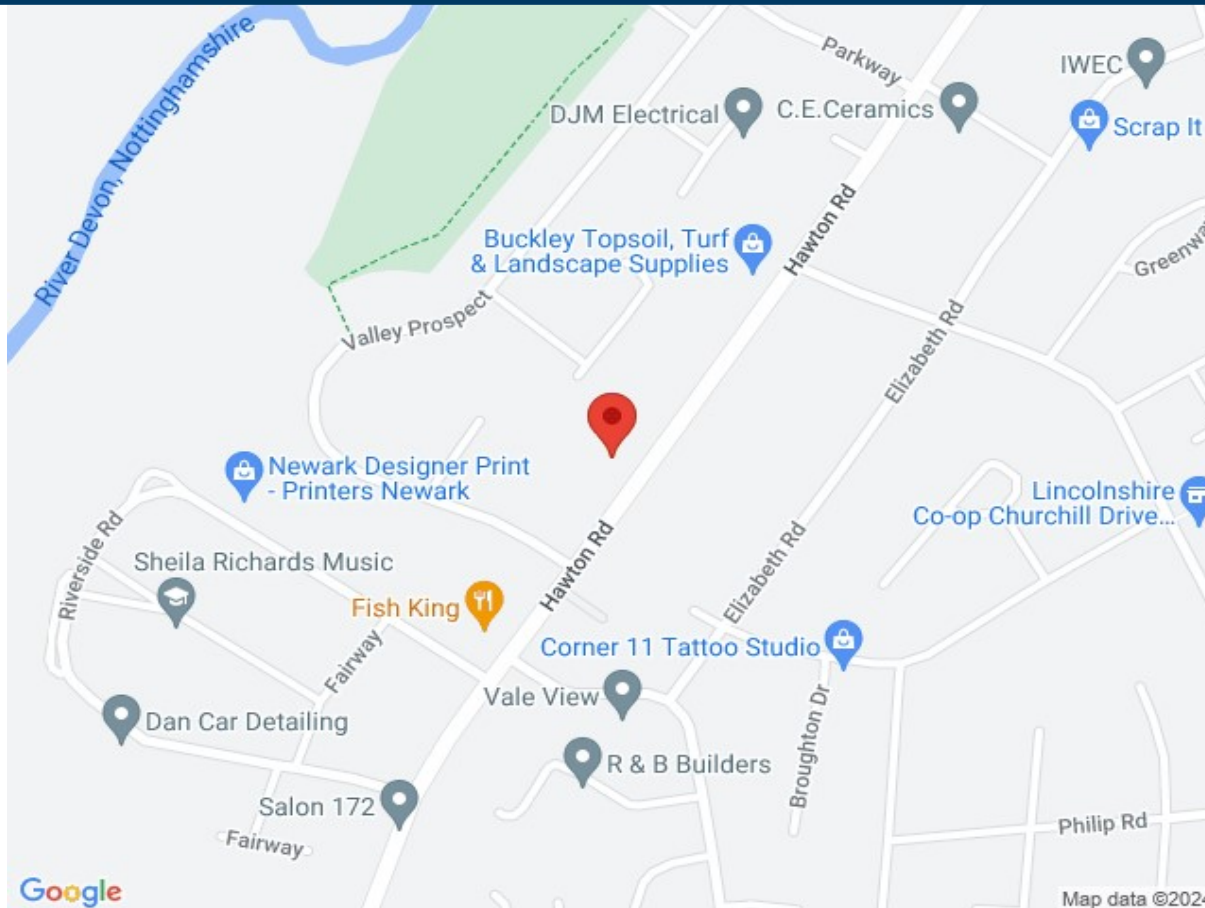 Parkway
IWEC
DJM Electrical
C.E.Ceramics
Scrap It
River Devon, Nottinghamshire
Buckley Topsoil, Turf
& Landscape Supplies
Hawton Rd
Valley Prospect
Elizabeth Rd
Newark Designer Print
- Printers Newark
Lincolnshire
Co-op Churchill Drive...
Riverside Rd
Sheila Richards Music
Hawton Rd
Elizabeth Rd
Fish King
Fairway
Corner 11 Tattoo Studio
Vale View
Dan Car Detailing
R & B Builders
Broughton Dr
Salon 172
Fairway
Philip Rd
Google
Map data ©2024